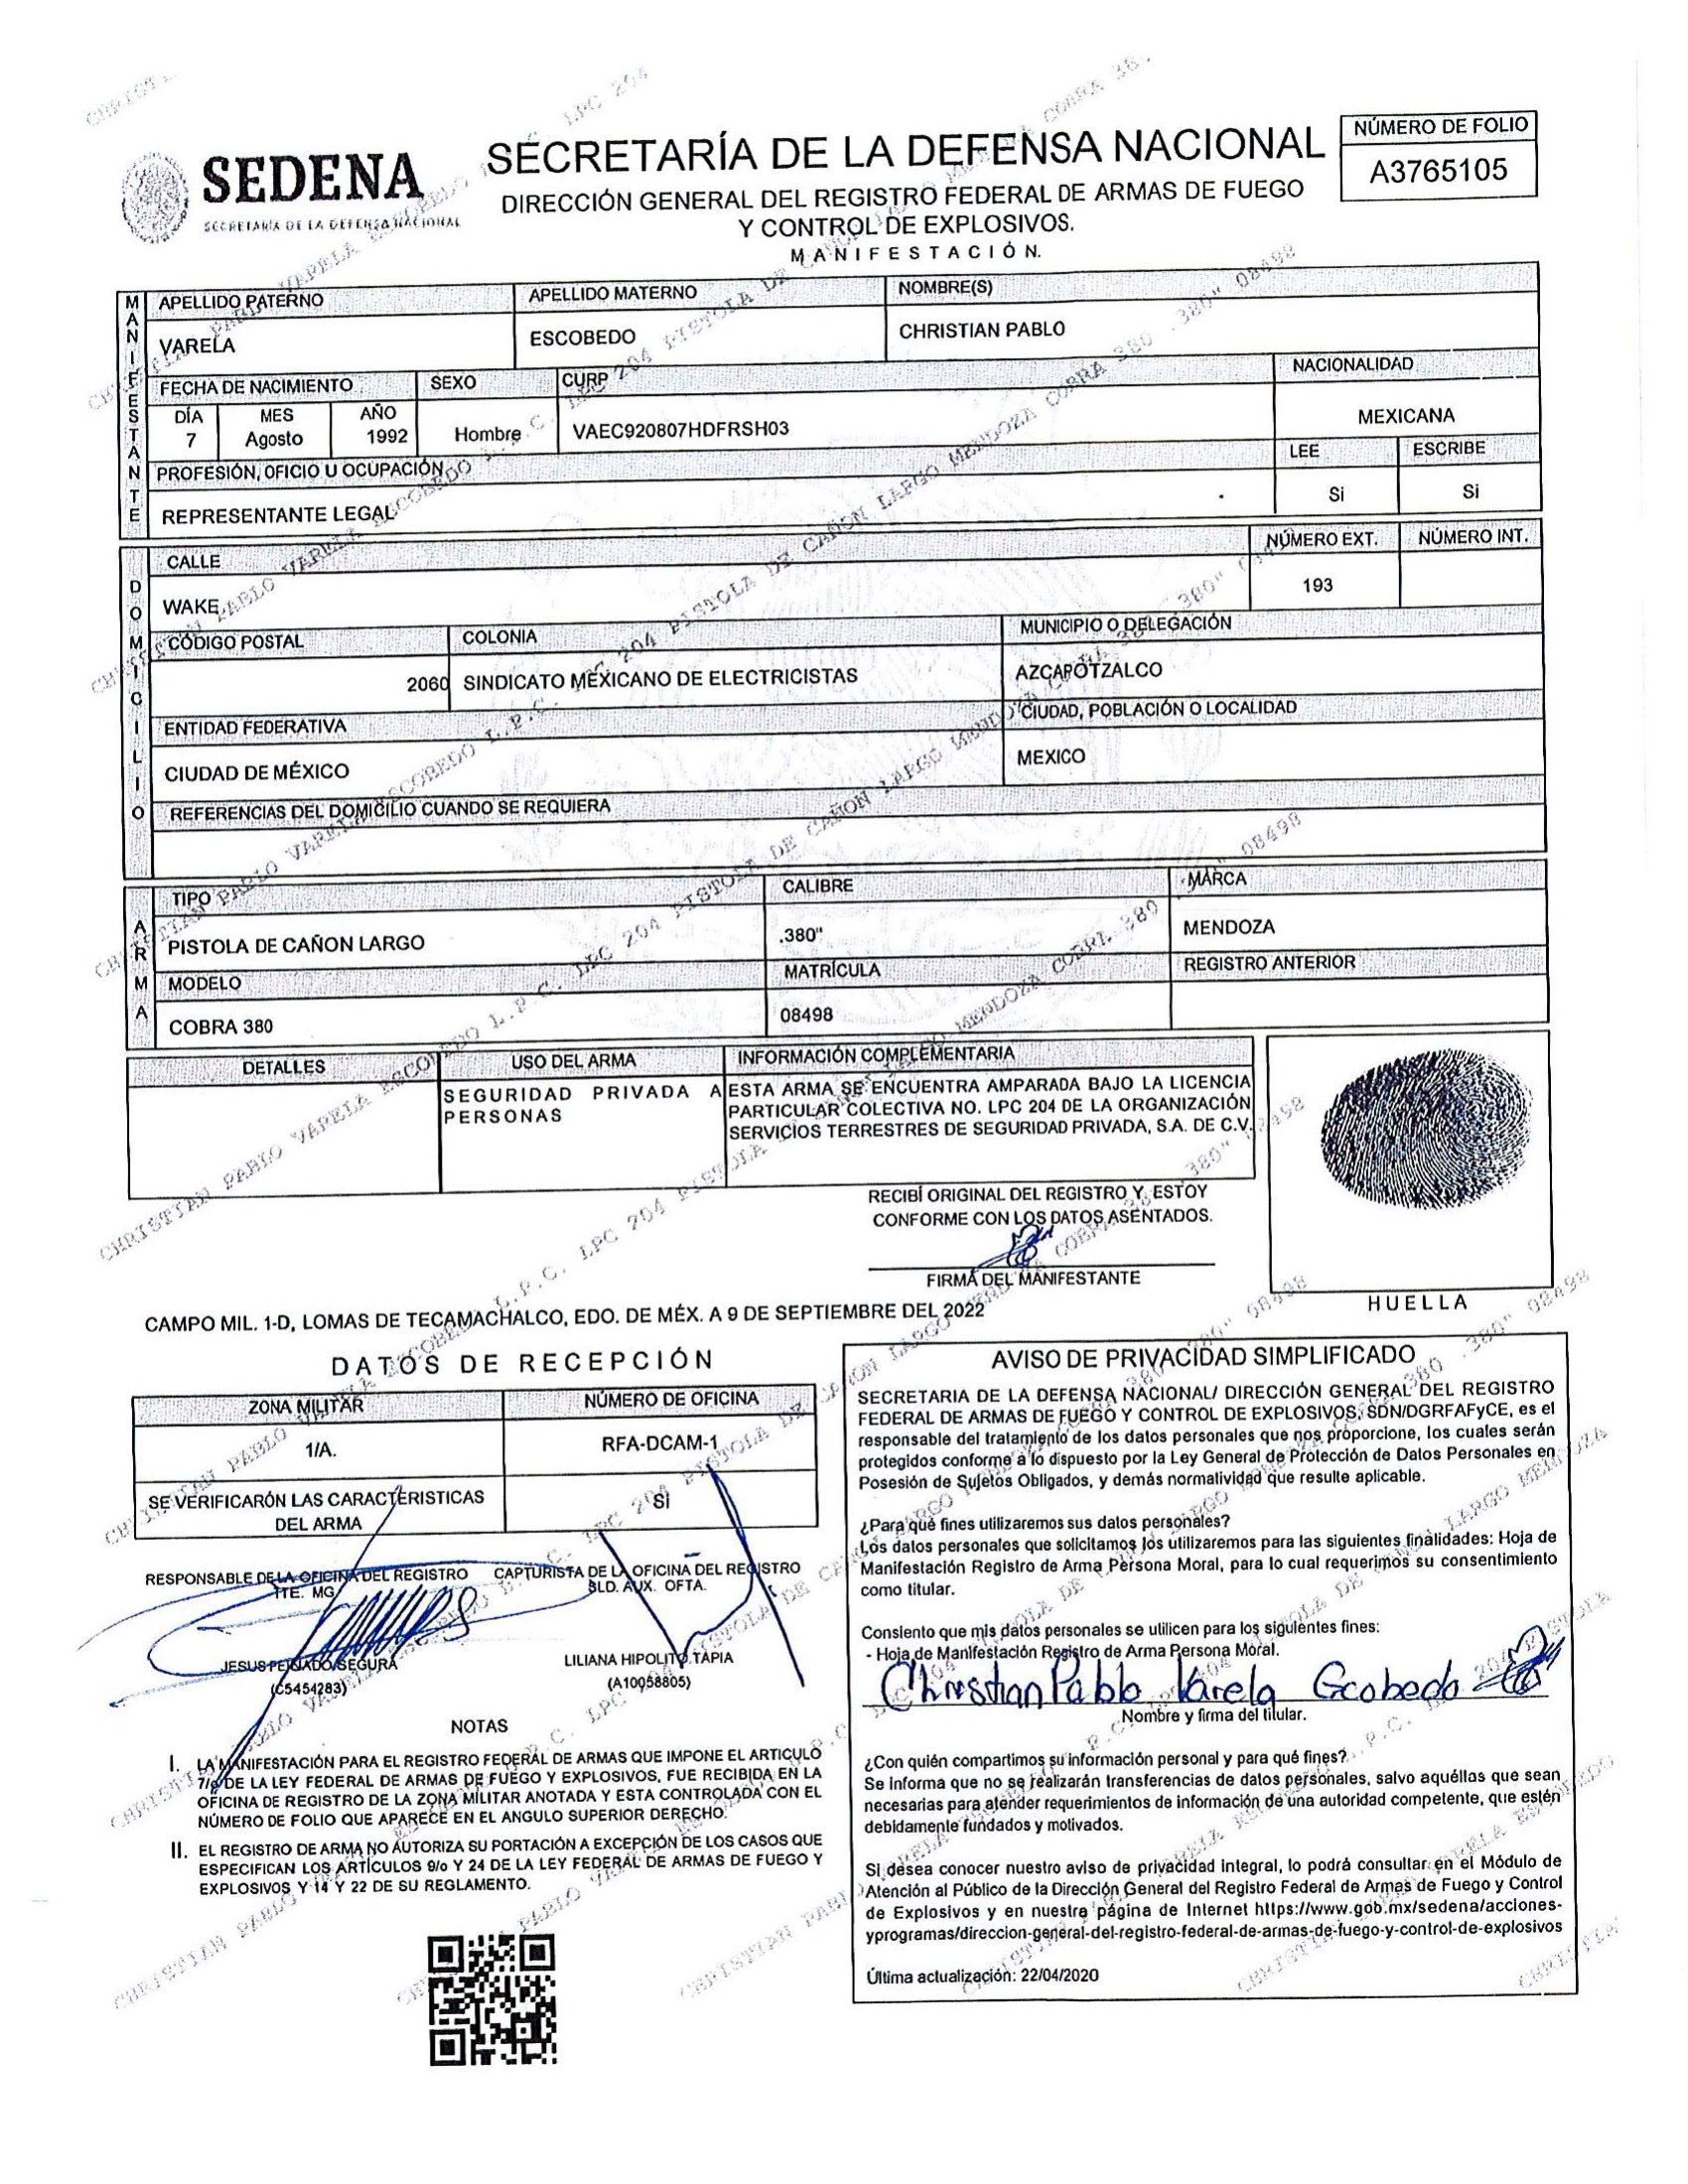 SEDENA
SECRETARÍA DE LA DEFENSA NACIONAL
SECRETARÍA DE LA DEFENSA NACIONAL
DIRECCIÓN GENERAL DEL REGISTRO FEDERAL DE ARMAS DE FUEGO
Y CONTROL DE EXPLOSIVOS.
MANIFESTACIÓN.
NÚMERO DE FOLIO
A3765105
MANIFESTANTE
APELLIDO PATERNO APELLIDO MATERNO NOMBRE(S)
VARELA ESCOBEDO CHRISTIAN PABLO
FECHA DE NACIMIENTO SEXO CURP NACIONALIDAD
DÍA MES AÑO
7 Agosto 1992 Hombre VAEC920807HDFRSH03 MEXICANA
PROFESIÓN, OFICIO U OCUPACIÓN LEE ESCRIBE
REPRESENTANTE LEGAL Si Si
DOMICILIO
CALLE NÚMERO EXT. NÚMERO INT.
WAKE 193
CÓDIGO POSTAL COLONIA MUNICIPIO O DELEGACIÓN
2060 SINDICATO MEXICANO DE ELECTRICISTAS AZCAPOTZALCO
ENTIDAD FEDERATIVA CIUDAD, POBLACIÓN O LOCALIDAD
CIUDAD DE MÉXICO MEXICO
REFERENCIAS DEL DOMICILIO CUANDO SE REQUIERA
ARMA
TIPO CALIBRE MARCA
PISTOLA DE CAÑON LARGO .380" MENDOZA
MODELO MATRÍCULA REGISTRO ANTERIOR
COBRA 380 08498
DETALLES USO DEL ARMA INFORMACIÓN COMPLEMENTARIA
SEGURIDAD PRIVADA A PERSONAS
ESTA ARMA SE ENCUENTRA AMPARADA BAJO LA LICENCIA
PARTICULAR COLECTIVA NO. LPC 204 DE LA ORGANIZACIÓN
SERVICIOS TERRESTRES DE SEGURIDAD PRIVADA, S.A. DE C.V.
RECIBÍ ORIGINAL DEL REGISTRO Y ESTOY
CONFORME CON LOS DATOS ASENTADOS.
FIRMA DEL MANIFESTANTE
HUELLA
CAMPO MIL. 1-D, LOMAS DE TECAMACHALCO, EDO. DE MÉX. A 9 DE SEPTIEMBRE DEL 2022
DATOS DE RECEPCIÓN
ZONA MILITAR NÚMERO DE OFICINA
1/A. RFA-DCAM-1
SE VERIFICARÓN LAS CARACTERISTICAS
DEL ARMA
SI
RESPONSABLE DE LA OFICINA DEL REGISTRO
TTE. MG.
JESUS PEINADO SEGURA
(C5454283)
CAPTURISTA DE LA OFICINA DEL REGISTRO
SLD. AUX. OFTA.
LILIANA HIPOLITO TAPIA
(A10058805)
NOTAS
I. LA MANIFESTACIÓN PARA EL REGISTRO FEDERAL DE ARMAS QUE IMPONE EL ARTICULO
7/o DE LA LEY FEDERAL DE ARMAS DE FUEGO Y EXPLOSIVOS, FUE RECIBIDA EN LA
OFICINA DE REGISTRO DE LA ZONA MILITAR ANOTADA Y ESTA CONTROLADA CON EL
NÚMERO DE FOLIO QUE APARECE EN EL ANGULO SUPERIOR DERECHO.
II. EL REGISTRO DE ARMA NO AUTORIZA SU PORTACIÓN A EXCEPCIÓN DE LOS CASOS QUE
ESPECIFICAN LOS ARTÍCULOS 9/o Y 24 DE LA LEY FEDERAL DE ARMAS DE FUEGO Y
EXPLOSIVOS Y 14 Y 22 DE SU REGLAMENTO.
AVISO DE PRIVACIDAD SIMPLIFICADO
SECRETARIA DE LA DEFENSA NACIONAL/ DIRECCIÓN GENERAL DEL REGISTRO
FEDERAL DE ARMAS DE FUEGO Y CONTROL DE EXPLOSIVOS, SDN/DGRFAFyCE, es el
responsable del tratamiento de los datos personales que nos proporcione, los cuales serán
protegidos conforme a lo dispuesto por la Ley General de Protección de Datos Personales en
Posesión de Sujetos Obligados, y demás normatividad que resulte aplicable.
¿Para qué fines utilizaremos sus datos personales?
Los datos personales que solicitamos los utilizaremos para las siguientes finalidades: Hoja de
Manifestación Registro de Arma Persona Moral, para lo cual requerimos su consentimiento
como titular.
Consiento que mis datos personales se utilicen para los siguientes fines:
- Hoja de Manifestación Registro de Arma Persona Moral.
Christian Pablo Varela Escobedo
Nombre y firma del titular.
¿Con quién compartimos su información personal y para qué fines?
Se informa que no se realizarán transferencias de datos personales, salvo aquéllas que sean
necesarias para atender requerimientos de información de una autoridad competente, que estén
debidamente fundados y motivados.
Si desea conocer nuestro aviso de privacidad integral, lo podrá consultar en el Módulo de
Atención al Público de la Dirección General del Registro Federal de Armas de Fuego y Control
de Explosivos y en nuestra página de Internet https://www.gob.mx/sedena/acciones-
yprogramas/direccion-general-del-registro-federal-de-armas-de-fuego-y-control-de-explosivos
Última actualización: 22/04/2020